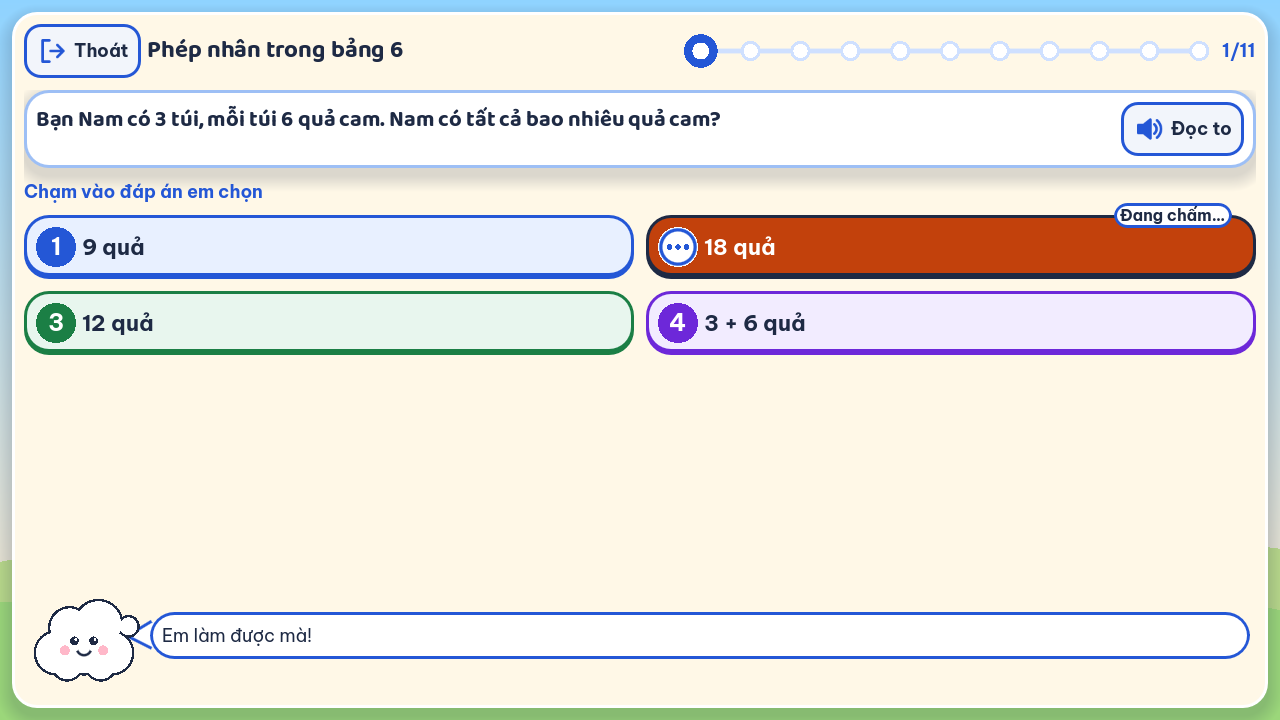 Thoát
Phép nhân trong bảng 6
1/11
Bạn Nam có 3 túi, mỗi túi 6 quả cam. Nam có tất cả bao nhiêu quả cam?
Đọc to
Chạm vào đáp án em chọn
1 9 quả
Đang chấm...
18 quả
3 12 quả
4 3 + 6 quả
Em làm được mà!